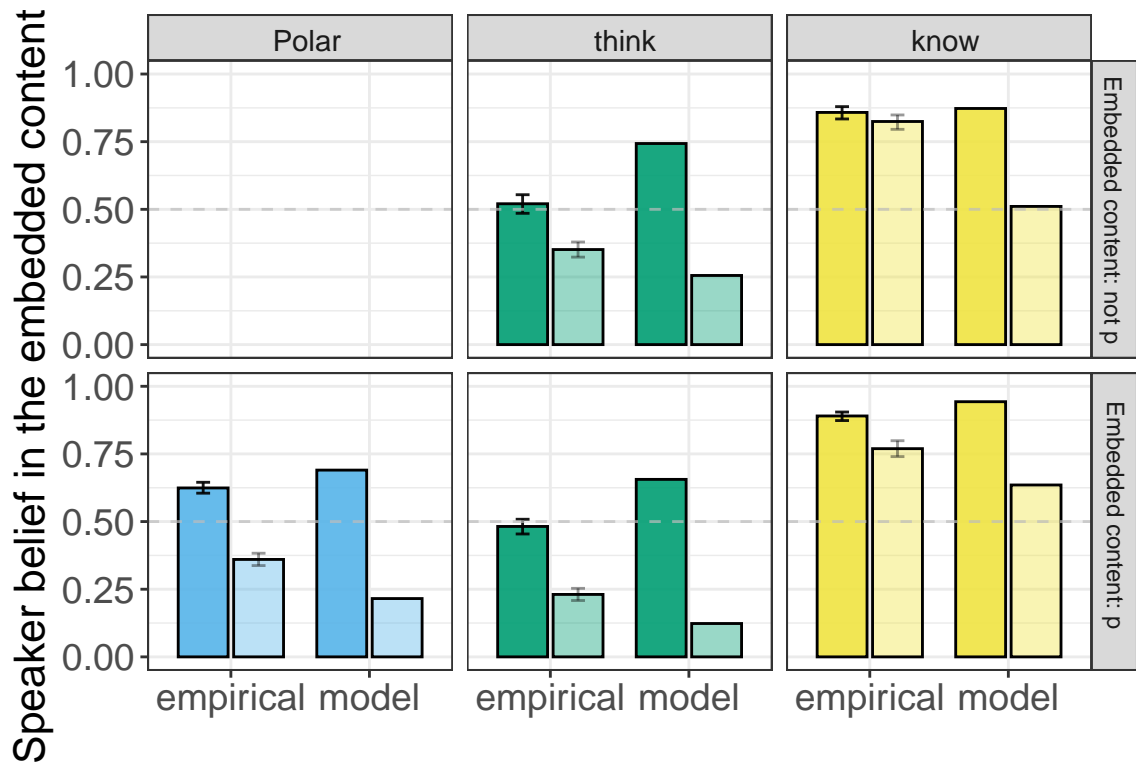 Speaker belief in the embedded content
Polar
think
know
1.00
0.75
0.50
0.25
0.00
Embedded content: not p
1.00
0.75
0.50
0.25
0.00
Embedded content: p
empirical model
empirical model
empirical model